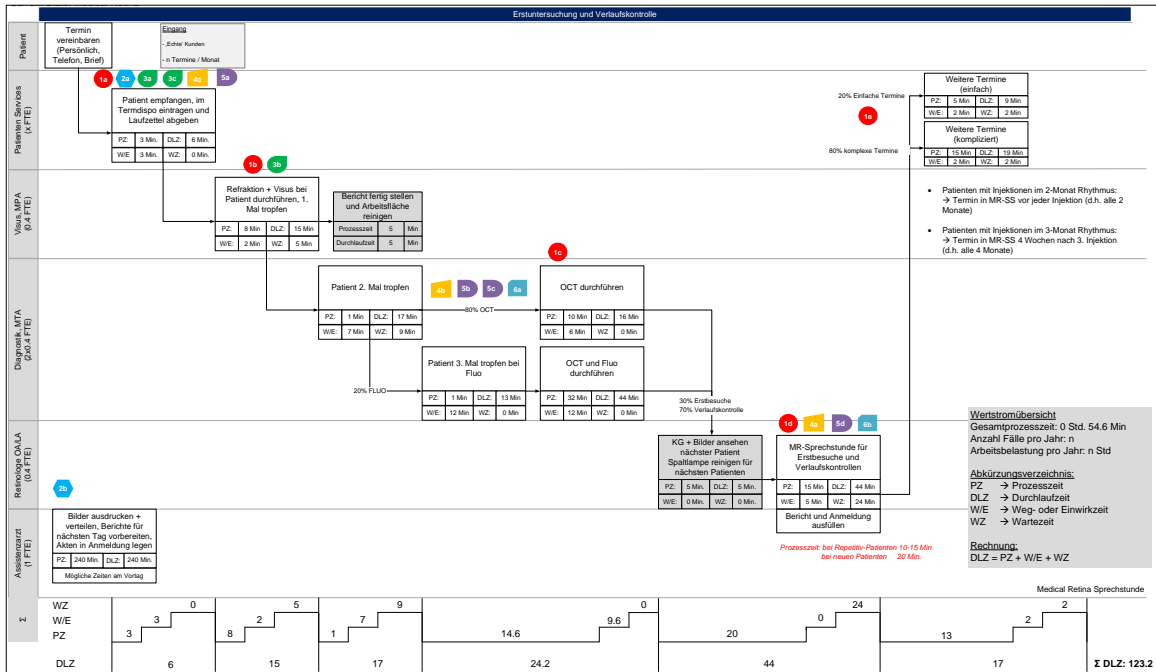 Erstuntersuchung und Verlaufskontrolle
Patient
Termin
vereinbaren
(Persönlich,
Telefon, Brief)
Eingang
- ‚Echte' Kunden
- n Termine / Monat
Patienten Services
(x FTE)
1a
2a
3a
3c
4c
5a
Patient empfangen, im
Termdispo eintragen und
Laufzettel abgeben
PZ: 3 Min. DLZ: 6 Min.
W/E 3 Min. WZ: 0 Min.
20% Einfache Termine
1e
80% komplexe Termine
Weitere Termine
(einfach)
PZ: 5 Min DLZ: 9 Min
W/E: 2 Min WZ: 2 Min
Weitere Termine
(kompliziert)
PZ: 15 Min DLZ: 19 Min
W/E: 2 Min WZ: 2 Min
Visus, MPA
(0.4 FTE)
1b
3b
Refraktion + Visus bei
Patient durchführen, 1.
Mal tropfen
PZ: 8 Min DLZ: 15 Min
W/E: 2 Min WZ: 5 Min
Bericht fertig stellen
und Arbeitsfläche
reinigen
Prozesszeit 5 Min
Durchlaufzeit 5 Min
• Patienten mit Injektionen im 2-Monat Rhythmus:
→ Termin in MR-SS vor jeder Injektion (d.h. alle 2
Monate)
• Patienten mit Injektionen im 3-Monat Rhythmus:
→ Termin in MR-SS 4 Wochen nach 3. Injektion
(d.h. alle 4 Monate)
Diagnostik, MTA
(2x0.4 FTE)
Patient 2. Mal tropfen
PZ: 1 Min DLZ: 17 Min
W/E: 7 Min WZ: 9 Min
4b
5b
5c
6a
80% OCT
1c
OCT durchführen
PZ: 10 Min DLZ: 16 Min
W/E: 6 Min WZ 0 Min
20% FLUO
Patient 3. Mal tropfen bei
Fluo
PZ: 1 Min DLZ: 13 Min
W/E: 12 Min WZ: 0 Min
OCT und Fluo
durchführen
PZ: 32 Min DLZ: 44 Min
W/E: 12 Min WZ: 0 Min
30% Erstbesuche
70% Verlaufskontrolle
Retinologe OA/LA
(0.4 FTE)
KG + Bilder ansehen
nächster Patient
Spaltlampe reinigen für
nächsten Patienten
PZ: 5 Min. DLZ: 5 Min.
W/E: 0 Min. WZ: 0 Min.
1d
4a
5d
6b
MR-Sprechstunde für
Erstbesuche und
Verlaufskontrollen
PZ: 15 Min DLZ: 44 Min
W/E: 5 Min WZ: 24 Min
Bericht und Anmeldung
ausfüllen
Prozesszeit: bei Repetitiv-Patienten 10-15 Min
bei neuen Patienten 20 Min.
Wertstromübersicht
Gesamtprozesszeit: 0 Std. 54.6 Min
Anzahl Fälle pro Jahr: n
Arbeitsbelastung pro Jahr: n Std
Abkürzungsverzeichnis:
PZ → Prozesszeit
DLZ → Durchlaufzeit
W/E → Weg- oder Einwirkzeit
WZ → Wartezeit
Rechnung:
DLZ = PZ + W/E + WZ
Assistenzarzt
(1 FTE)
2b
Bilder ausdrucken +
verteilen, Berichte für
nächsten Tag vorbereiten,
Akten in Anmeldung legen
PZ: 240 Min. DLZ: 240 Min.
Mögliche Zeiten am Vortag
Medical Retina Sprechstunde
Σ
WZ 0 5 9 0 24 2
W/E 3 2 7 9.6 0 2
PZ 3 8 1 14.6 20 13
DLZ 6 15 17 24.2 44 17 Σ DLZ: 123.2